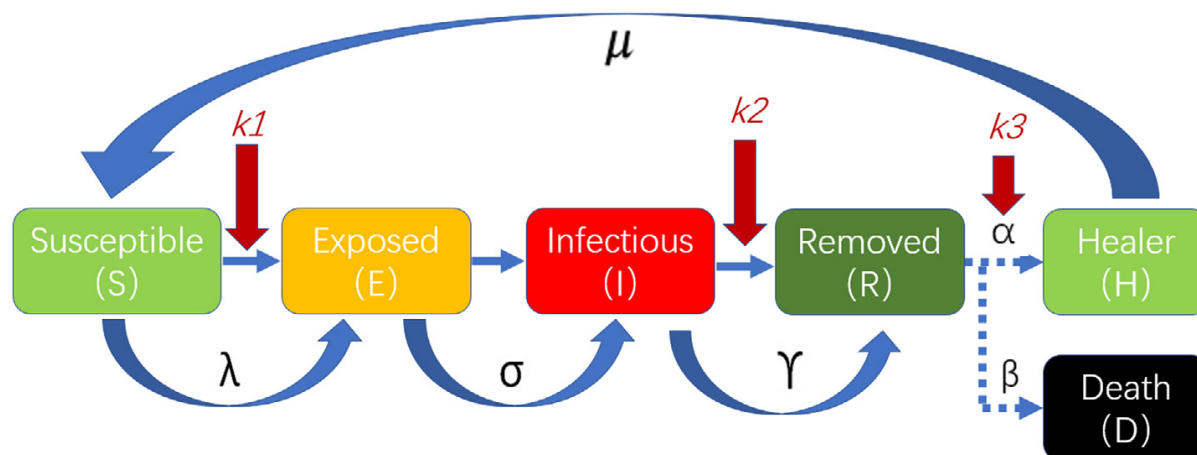 μ
k1
k2
k3
Susceptible
(S)
Exposed
(E)
Infectious
(I)
Removed
(R)
α
Healer
(H)
λ
σ
γ
β
Death
(D)